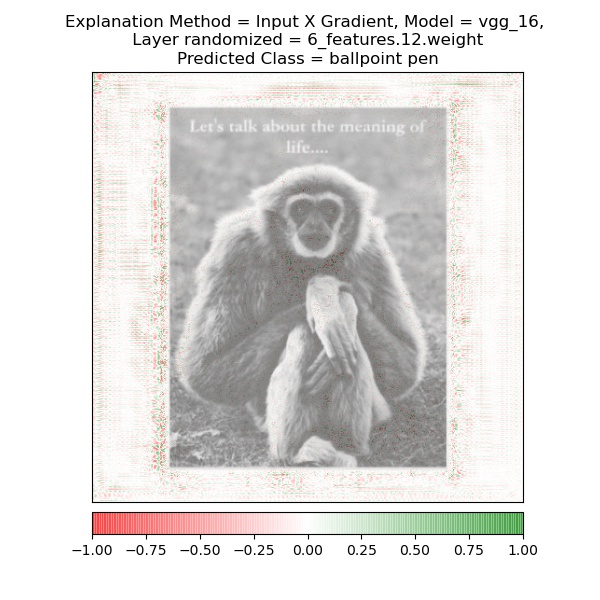 Explanation Method = Input X Gradient, Model = vgg_16,
Layer randomized = 6_features.12.weight
Predicted Class = ballpoint pen
Let's talk about the meaning of
life....
−1.00 −0.75 −0.50 −0.25 0.00 0.25 0.50 0.75 1.00